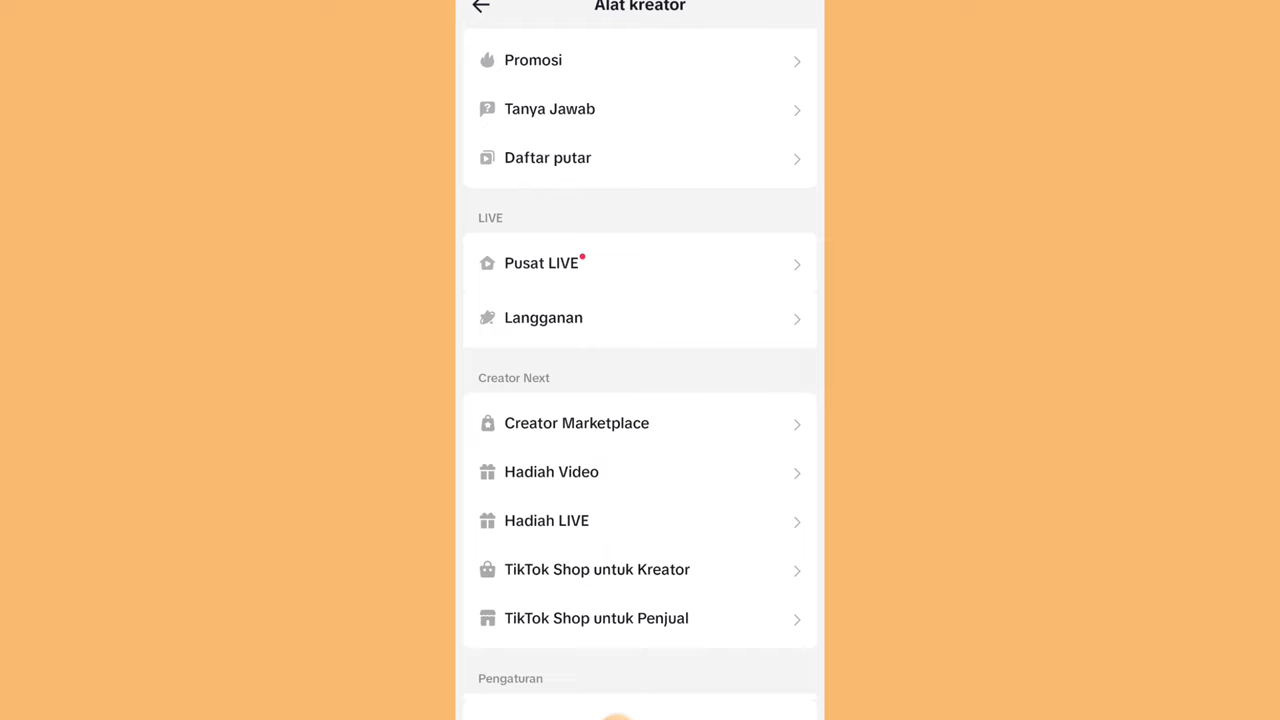 Alat kreator
Promosi
Tanya Jawab
Daftar putar
LIVE
Pusat LIVE
Langganan
Creator Next
Creator Marketplace
Hadiah Video
Hadiah LIVE
TikTok Shop untuk Kreator
TikTok Shop untuk Penjual
Pengaturan